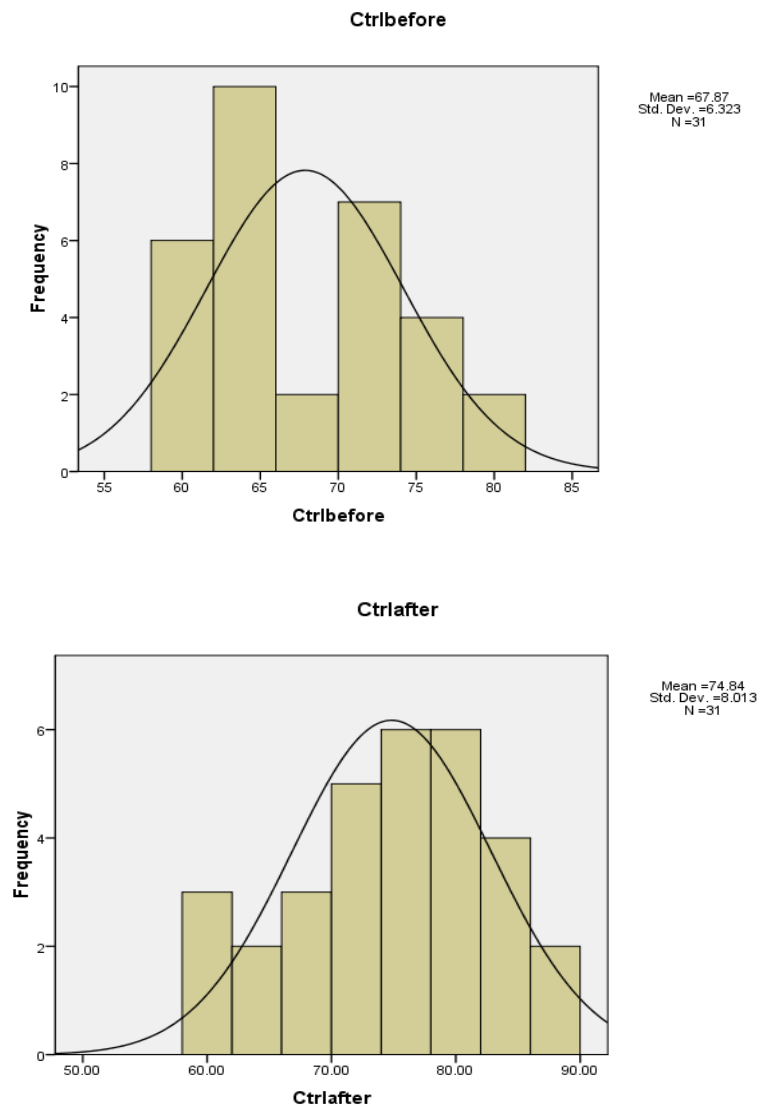 Ctrlbefore
Mean =67.87
Std. Dev. =6.323
N =31
Frequency
10
8
6
4
2
0
55 60 65 70 75 80 85
Ctrlbefore
Ctrlafter
Mean =74.84
Std. Dev. =8.013
N =31
Frequency
6
4
2
0
50.00 60.00 70.00 80.00 90.00
Ctrlafter